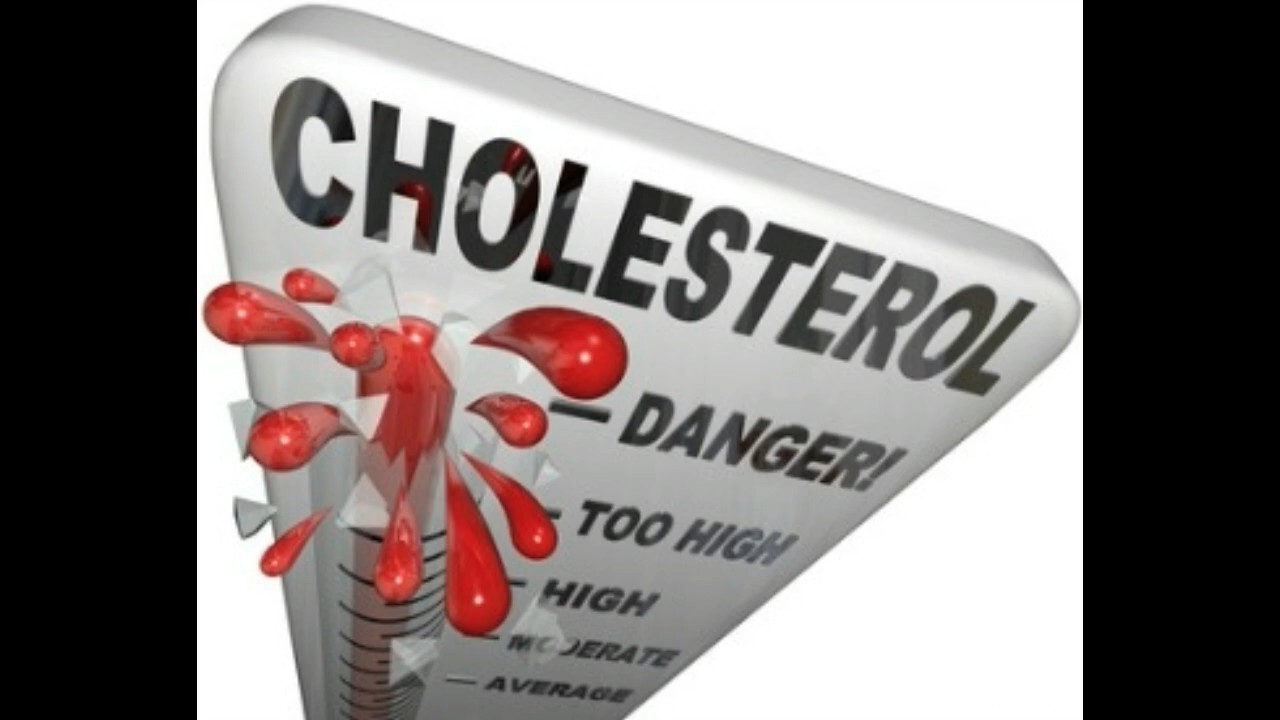 CHOLESTEROL
DANGER!
TOO HIGH
HIGH
MODERATE
AVERAGE